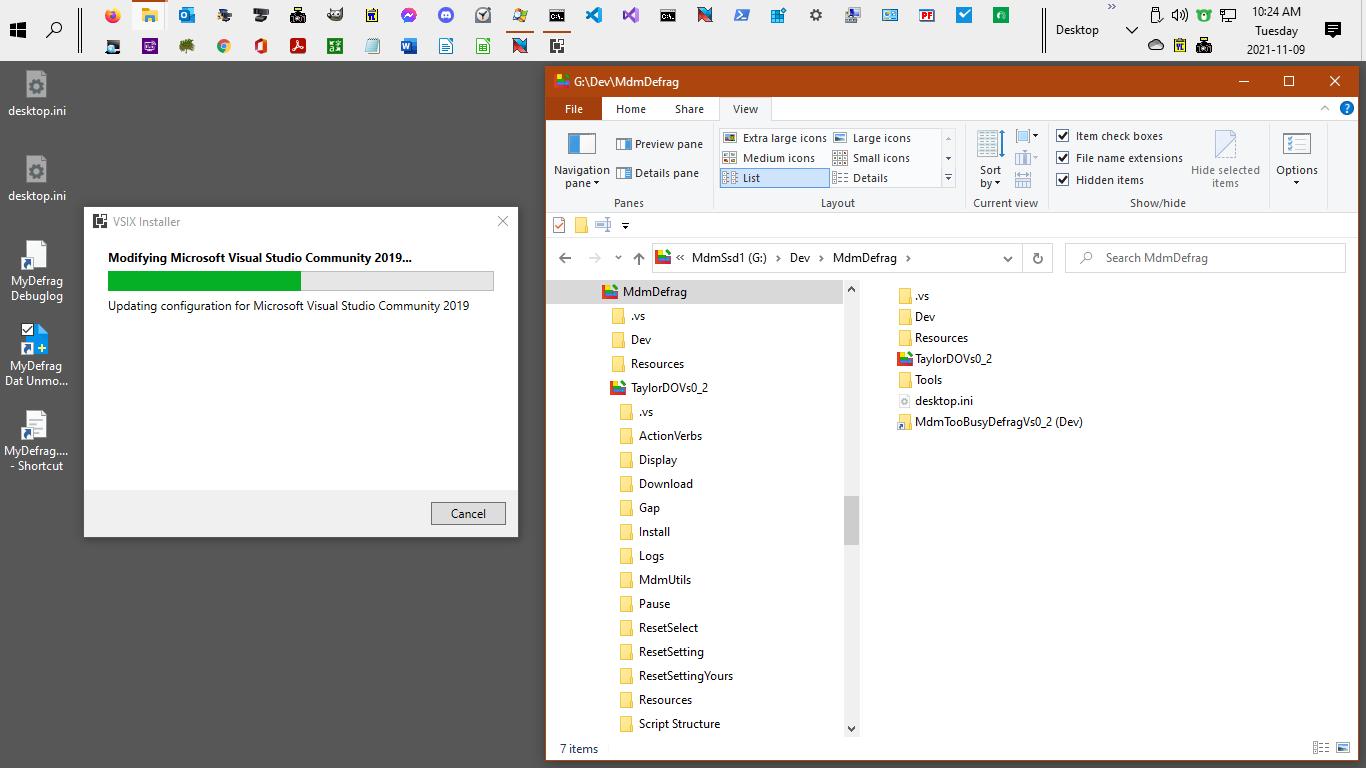 10:24 AM
Desktop
Tuesday
2021-11-09
desktop.ini
desktop.ini
MyDefrag
Debuglog
MyDefrag
Dat Unmo...
MyDefrag....
- Shortcut
VSIX Installer
Modifying Microsoft Visual Studio Community 2019...
Updating configuration for Microsoft Visual Studio Community 2019
Cancel
G:\Dev\MdmDefrag
File Home Share View
Navigation
pane
Preview pane
Details pane
Panes
Extra large icons Large icons
Medium icons Small icons
List Details
Layout
Sort
by
Current view
Item check boxes
File name extensions
Hidden items
Hide selected
items
Show/hide
Options
« MdmSsd1 (G:) > Dev > MdmDefrag >
Search MdmDefrag
MdmDefrag
.vs
Dev
Resources
TaylorDOVs0_2
.vs
ActionVerbs
Display
Download
Gap
Install
Logs
MdmUtils
Pause
ResetSelect
ResetSetting
ResetSettingYours
Resources
Script Structure
.vs
Dev
Resources
TaylorDOVs0_2
Tools
desktop.ini
MdmTooBusyDefragVs0_2 (Dev)
7 items